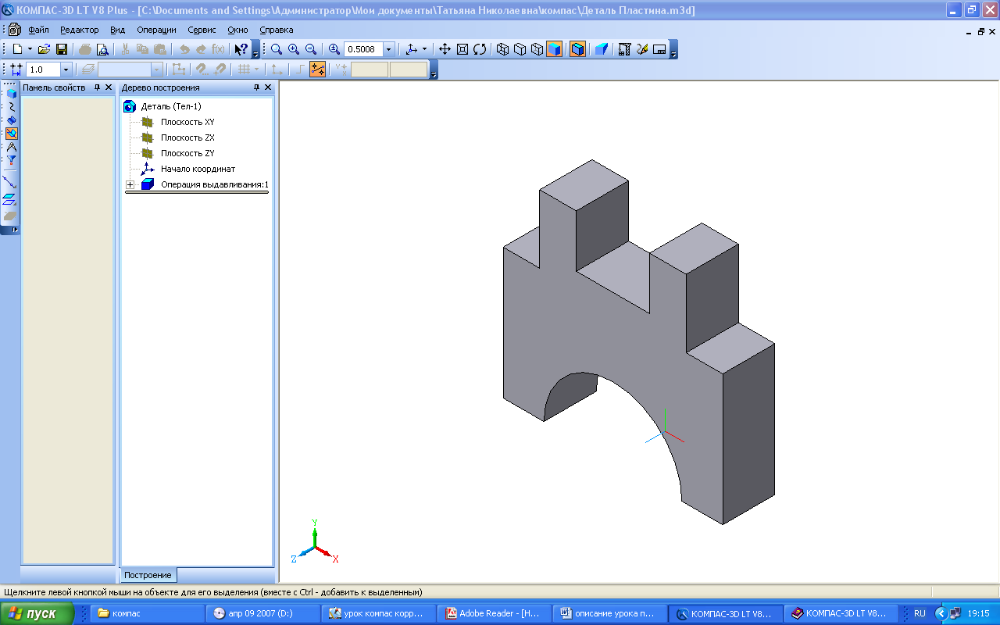 КОМПАС-3D LT V8 Plus - [C:\Documents and Settings\Администратор\Мои документы\Татьяна Николаевна\компас\Деталь Пластина.m3d]
Файл Редактор Вид Операции Сервис Окно Справка
0.5008
1.0
Панель свойств
Дерево построения
Деталь (Тел-1)
Плоскость XY
Плоскость ZX
Плоскость ZY
Начало координат
Операция выдавливания:1
Y
Z
X
Построение
Щелкните левой кнопкой мыши на объекте для его выделения (вместе с Ctrl - добавить к выделенным)
пуск компас апр 09 2007 (D:) урок компас корр... Adobe Reader - [Н... описание урока п... КОМПАС-3D LT V8... КОМПАС-3D LT V8... RU 19:15